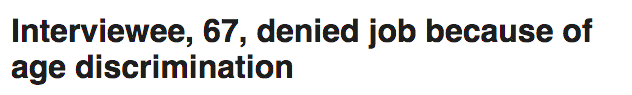 Interviewee, 67, denied job because of
age discrimination